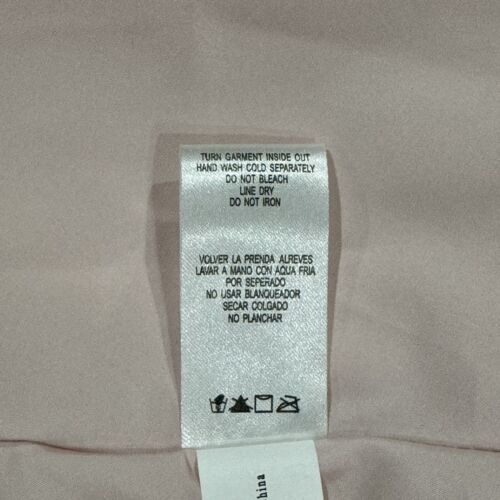 TURN GARMENT INSIDE OUT
HAND WASH COLD SEPARATELY
DO NOT BLEACH
LINE DRY
DO NOT IRON
VOLVER LA PRENDA ALREVES
LAVAR A MANO CON AQUA FRIA
POR SEPERADO
NO USAR BLANQUEADOR
SECAR COLGADO
NO PLANCHAR